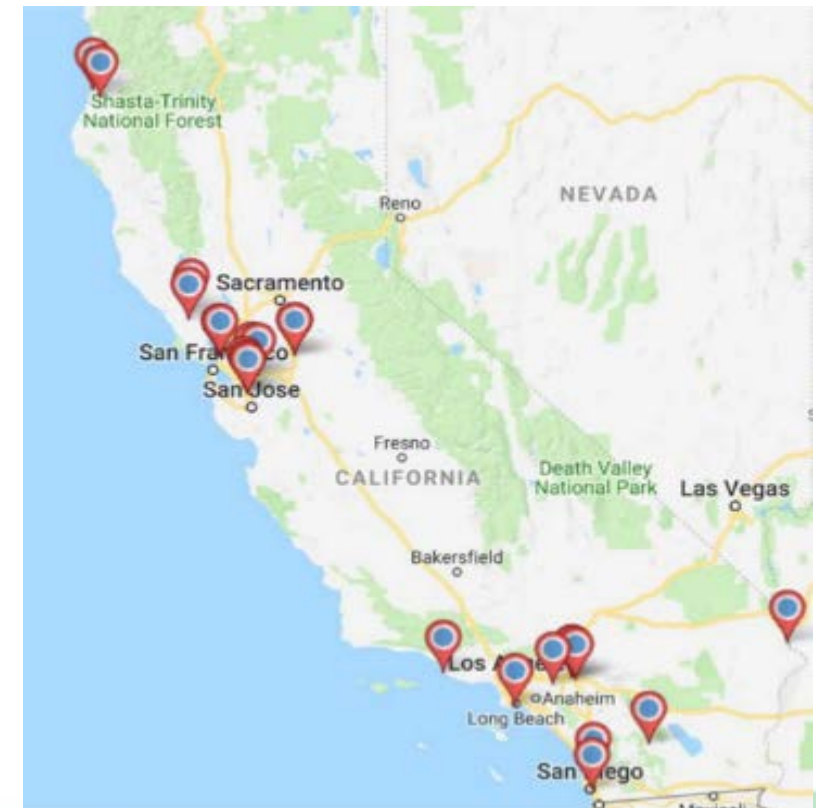 Shasta-Trinity
National Forest
Reno
NEVADA
Sacramento
San Fra co
San Jose
Fresno
CALIFORNIA
Death Valley
National Park
Las Vegas
Bakersfield
Los A
Anaheim
Long Beach
San ego